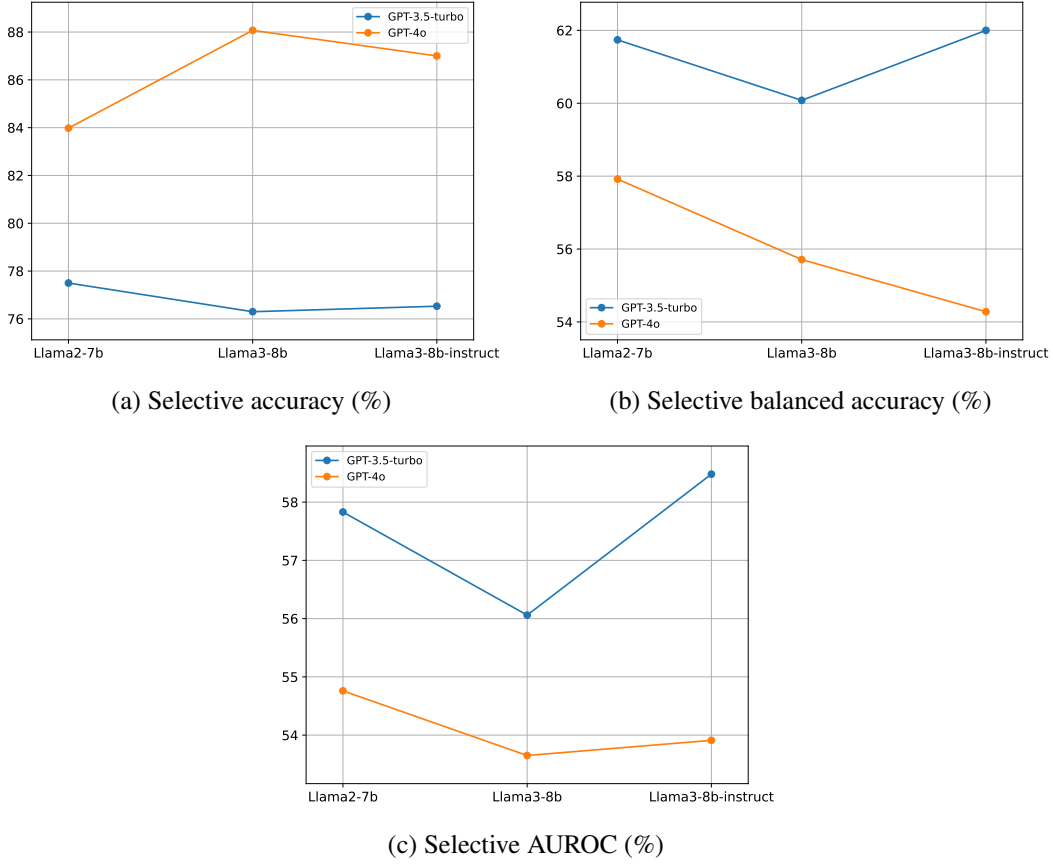 88
86
84
82
80
78
76
GPT-3.5-turbo
GPT-4o
Llama2-7b Llama3-8b Llama3-8b-instruct
(a) Selective accuracy (%)
62
60
58
56
54
GPT-3.5-turbo
GPT-4o
Llama2-7b Llama3-8b Llama3-8b-instruct
(b) Selective balanced accuracy (%)
GPT-3.5-turbo
GPT-4o
58
57
56
55
54
Llama2-7b Llama3-8b Llama3-8b-instruct
(c) Selective AUROC (%)